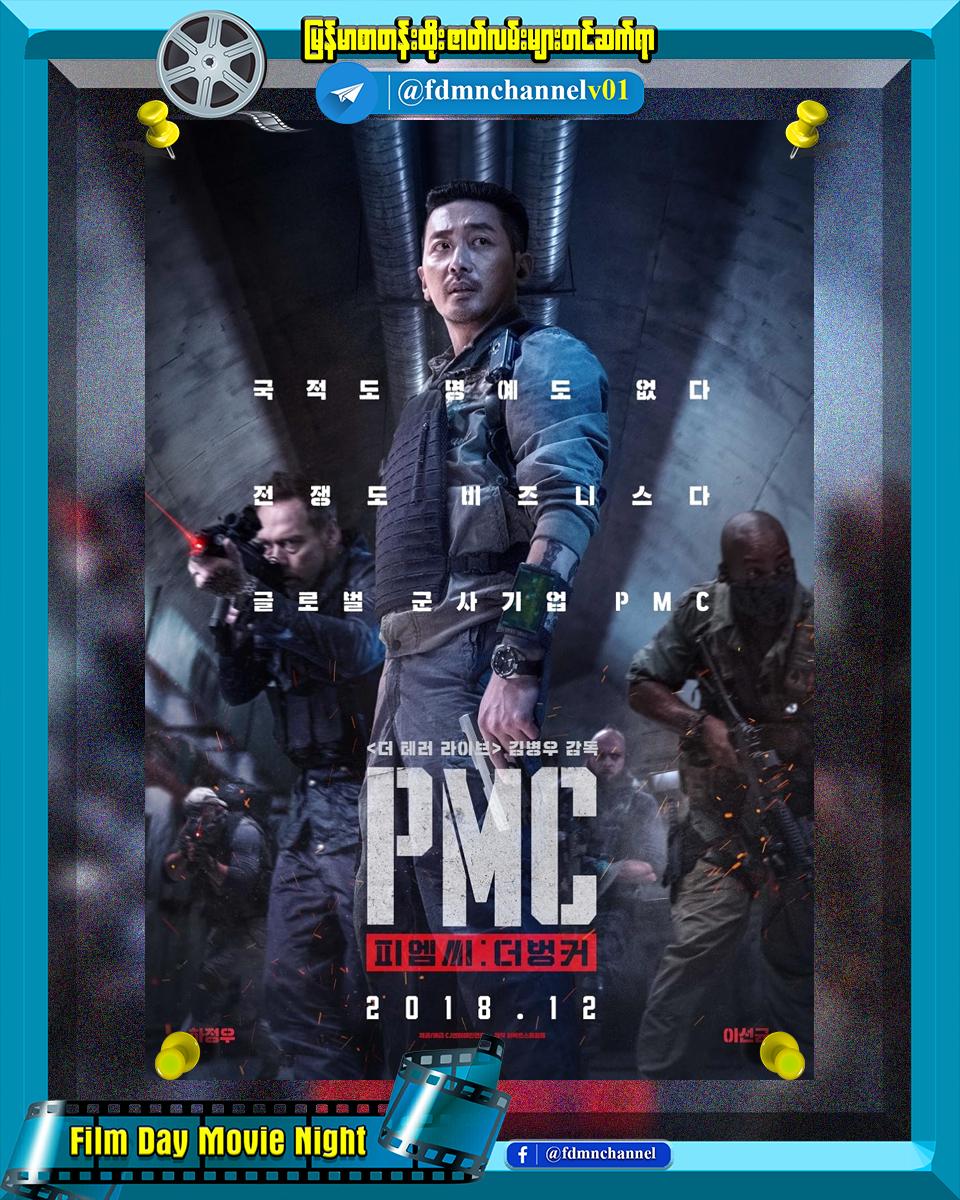 မြန်မာစာတန်းထိုးဇာတ်လမ်းများတင်ဆက်ရာ
@fdmnchannelv01
국적도 명예도 없다
전쟁도 비즈니스다
글로벌 군사기업 PMC
<더 테러 라이브> 김병우 감독
PMC
피엠씨:더벙커
2018.12
하정우
이선균
Film Day Movie Night
f @fdmnchannel